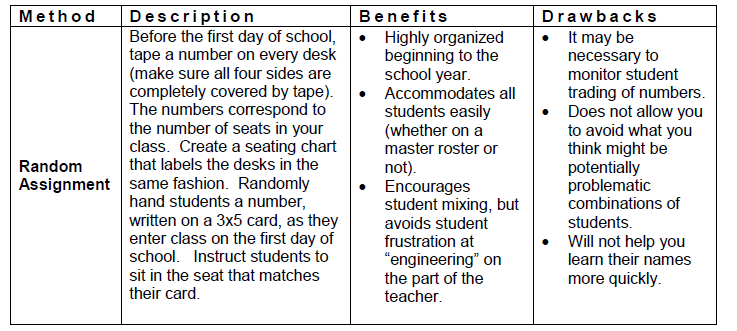 Method
Description
Benefits
Drawbacks
Random
Assignment
Before the first day of school,
tape a number on every desk
(make sure all four sides are
completely covered by tape).
The numbers correspond to
the number of seats in your
class.  Create a seating chart
that labels the desks in the
same fashion.  Randomly
hand students a number,
written on a 3x5 card, as they
enter class on the first day of
school.   Instruct students to
sit in the seat that matches
their card.
• Highly organized
beginning to the
school year.
• Accommodates all
students easily
(whether on a
master roster or
not).
• Encourages
student mixing, but
avoids student
frustration at
“engineering” on
the part of the
teacher.
• It may be
necessary to
monitor student
trading of numbers.
• Does not allow you
to avoid what you
think might be
potentially
problematic
combinations of
students.
• Will not help you
learn their names
more quickly.